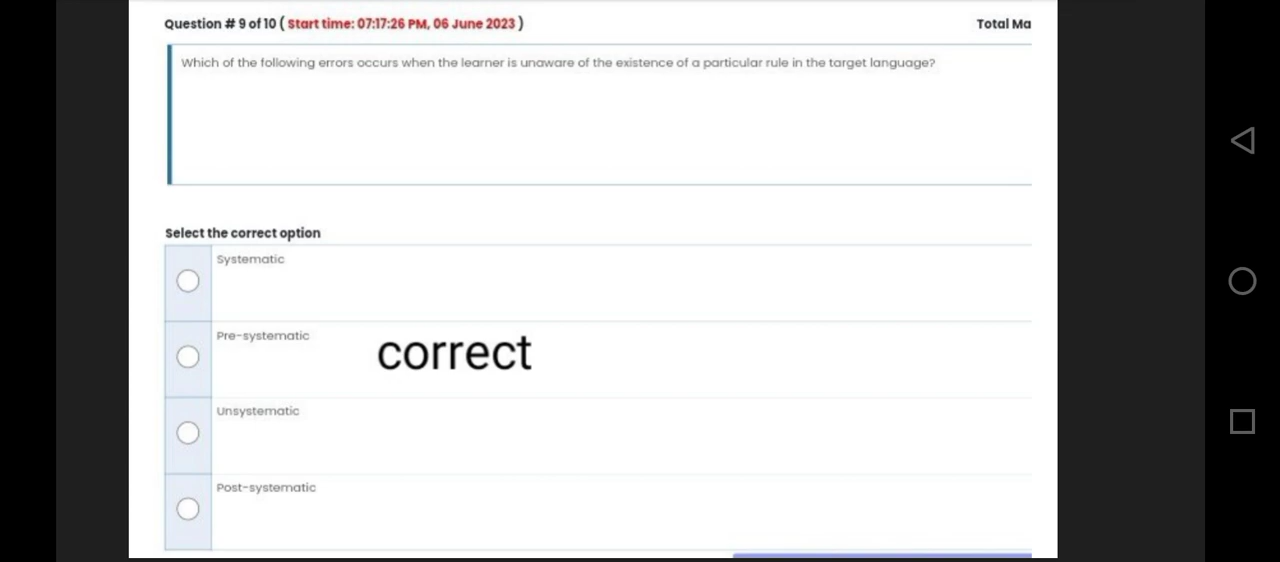 Question # 9 of 10 ( Start time: 07:17:26 PM, 06 June 2023 ) Total Ma
Which of the following errors occurs when the learner is unaware of the existence of a particular rule in the target language?
Select the correct option
Systematic
Pre-systematic
correct
Unsystematic
Post-systematic